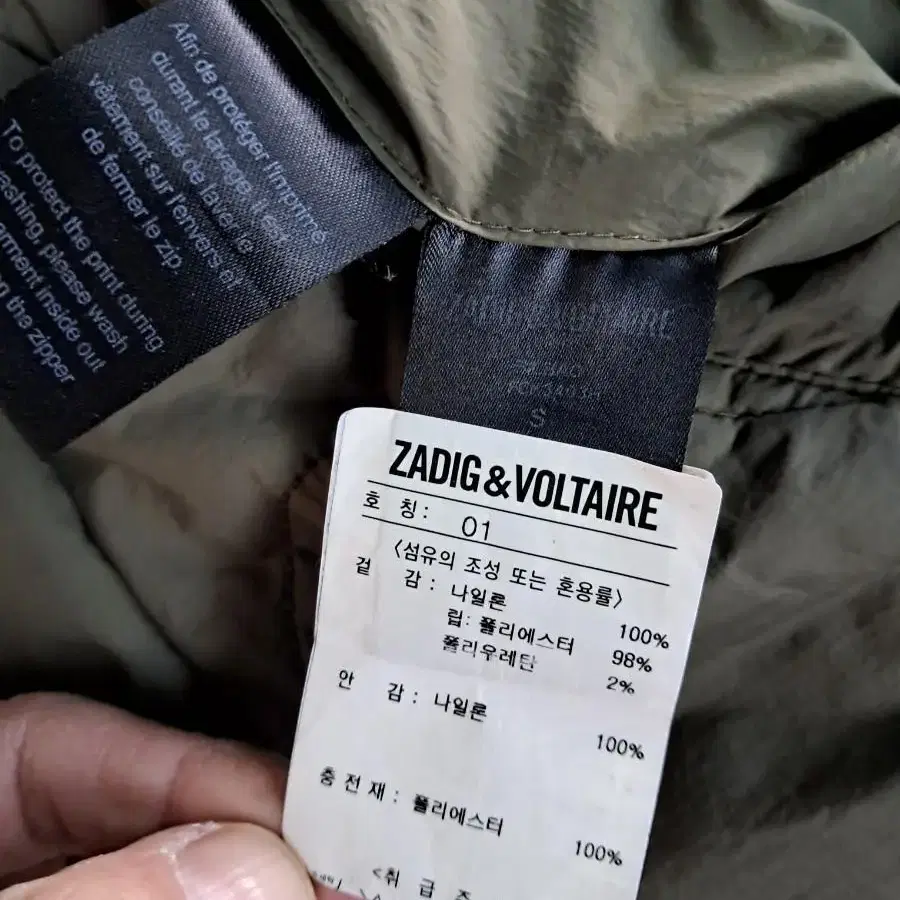 Afin de protéger l'imprimé
durant le lavage, il est
conseillé de laver le
vêtement sur l'envers et
de fermer le zip.
To protect the print during
washing, please wash
garment inside out
the zipper
S
ZADIG & VOLTAIRE
호 칭 : 01
〈섬유의 조성 또는 혼용률〉
겉 감 : 나일론 100%
립: 폴리에스터 98%
폴리우레탄 2%
안 감 : 나일론 100%
충 전 재 : 폴리에스터 100%
<취 급 주